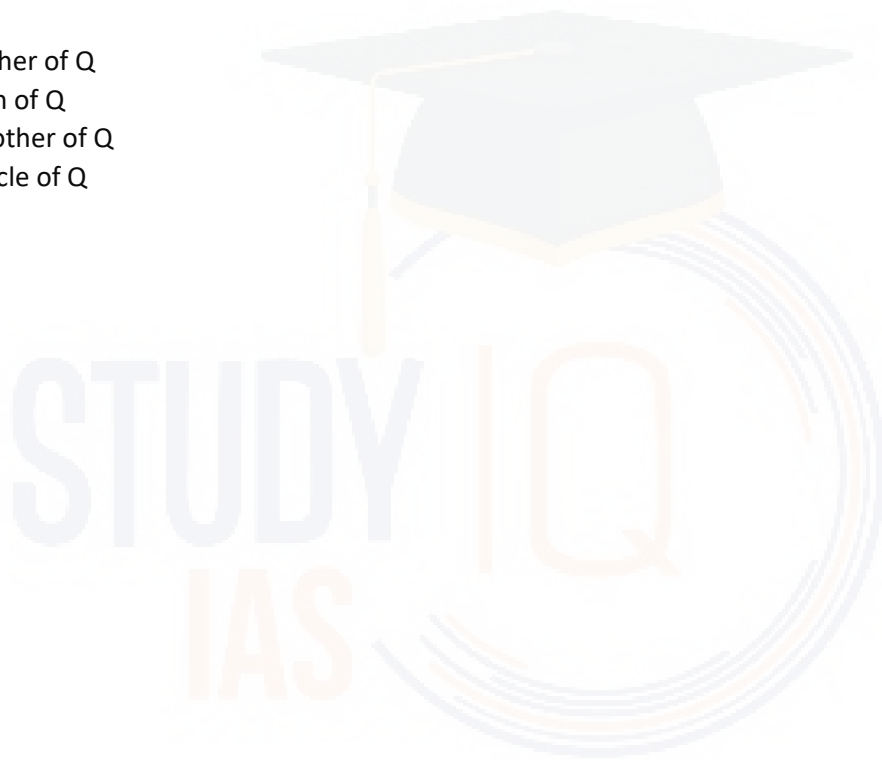 her of Q
n of Q
other of Q
cle of Q
STUDY IQ
IAS